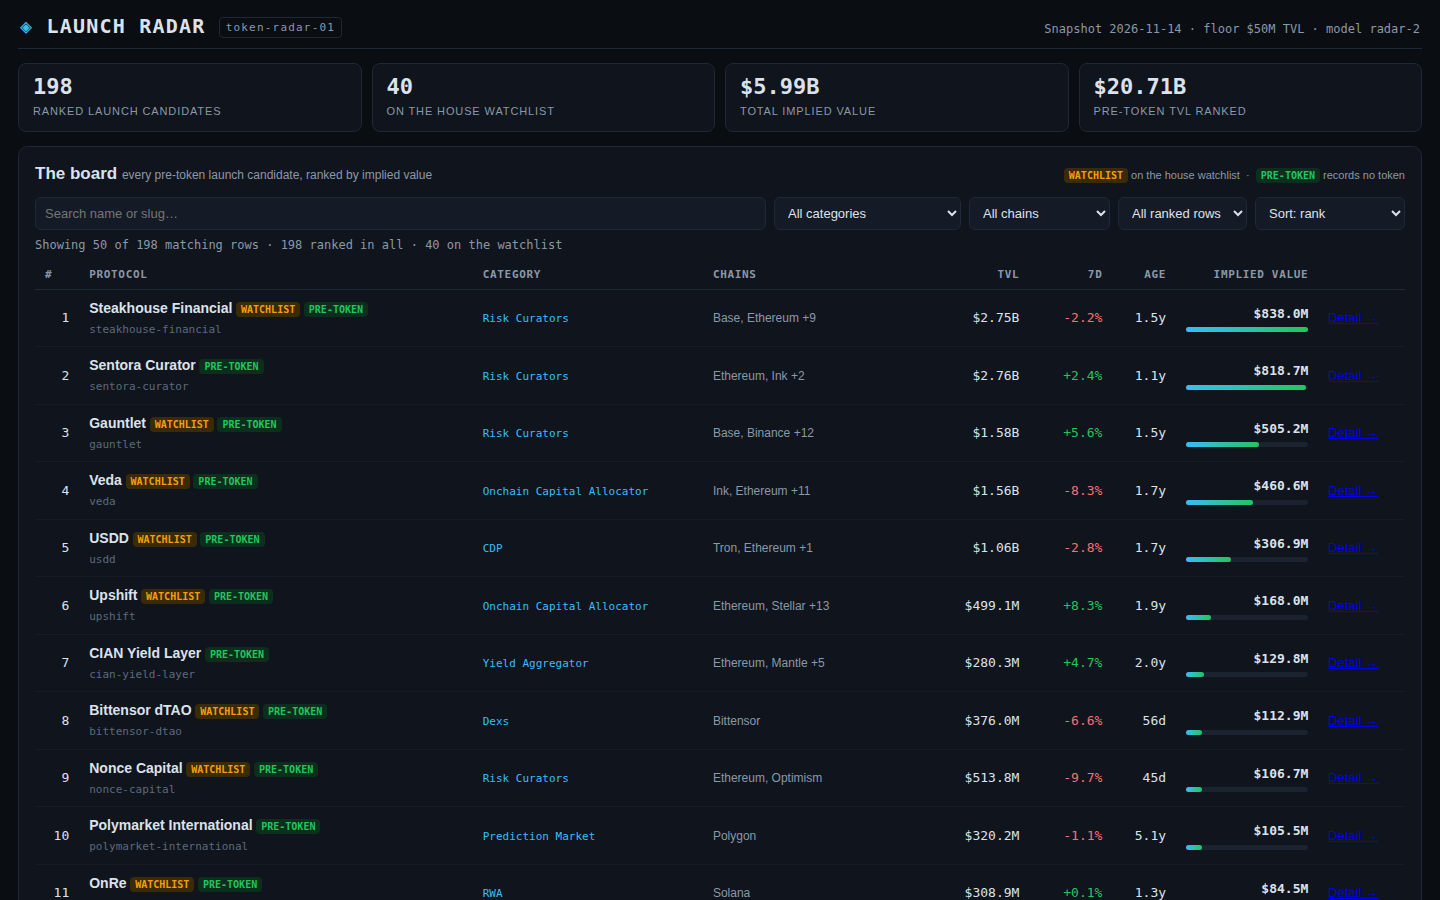 ◈ LAUNCH RADAR token-radar-01 Snapshot 2026-11-14 · floor $50M TVL · model radar-2
198 40 $5.99B $20.71B
RANKED LAUNCH CANDIDATES ON THE HOUSE WATCHLIST TOTAL IMPLIED VALUE PRE-TOKEN TVL RANKED
The board every pre-token launch candidate, ranked by implied value WATCHLIST on the house watchlist · PRE-TOKEN records no token
Search name or slug… All categories All chains All ranked rows Sort: rank
Showing 50 of 198 matching rows · 198 ranked in all · 40 on the watchlist
# PROTOCOL CATEGORY CHAINS TVL 7D AGE IMPLIED VALUE
1 Steakhouse Financial WATCHLIST PRE-TOKEN Risk Curators Base, Ethereum +9 $2.75B -2.2% 1.5y $838.0M Detail →
steakhouse-financial
2 Sentora Curator PRE-TOKEN Risk Curators Ethereum, Ink +2 $2.76B +2.4% 1.1y $818.7M Detail →
sentora-curator
3 Gauntlet WATCHLIST PRE-TOKEN Risk Curators Base, Binance +12 $1.58B +5.6% 1.5y $505.2M Detail →
gauntlet
4 Veda WATCHLIST PRE-TOKEN Onchain Capital Allocator Ink, Ethereum +11 $1.56B -8.3% 1.7y $460.6M Detail →
veda
5 USDD WATCHLIST PRE-TOKEN CDP Tron, Ethereum +1 $1.06B -2.8% 1.7y $306.9M Detail →
usdd
6 Upshift WATCHLIST PRE-TOKEN Onchain Capital Allocator Ethereum, Stellar +13 $499.1M +8.3% 1.9y $168.0M Detail →
upshift
7 CIAN Yield Layer PRE-TOKEN Yield Aggregator Ethereum, Mantle +5 $280.3M +4.7% 2.0y $129.8M Detail →
cian-yield-layer
8 Bittensor dTAO WATCHLIST PRE-TOKEN Dexs Bittensor $376.0M -6.6% 56d $112.9M Detail →
bittensor-dtao
9 Nonce Capital WATCHLIST PRE-TOKEN Risk Curators Ethereum, Optimism $513.8M -9.7% 45d $106.7M Detail →
nonce-capital
10 Polymarket International PRE-TOKEN Prediction Market Polygon $320.2M -1.1% 5.1y $105.5M Detail →
polymarket-international
11 OnRe WATCHLIST PRE-TOKEN RWA Solana $308.9M +0.1% 1.3y $84.5M Detail →